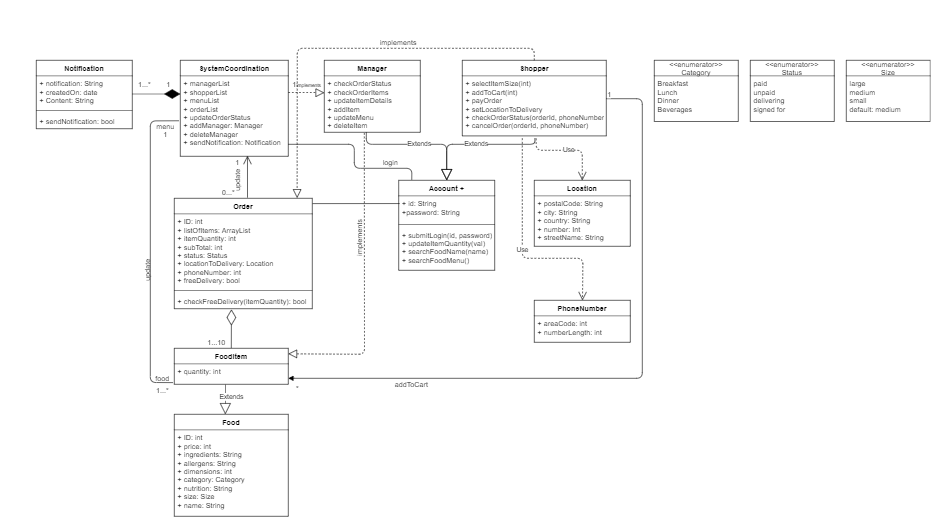 implements
Notification
+ notification: String
+ createdOn: date
+ Content: String
+ sendNotification: bool
1...*
1
SystemCoordination
+ managerList
+ shopperList
+ menuList
+ orderList
+ updateOrderStatus
+ addManager: Manager
+ deleteManager
+ sendNotification: Notification
implements
Manager
+ checkOrderStatus
+ checkOrderItems
+ updateItemDetails
+ addItem
+ updateMenu
+ deleteItem
Shopper
+ selectItemSize(int)
+ addToCart(int)
+ payOrder
+ setLocationToDelivery
+ checkOrderStatus(orderId, phoneNumber
+ cancelOrder(orderId, phoneNumber)
1
<<enumerator>>
Category
Breakfast
Lunch
Dinner
Beverages
<<enumerator>>
Status
paid
unpaid
delivering
signed for
<<enumerator>>
Size
large
medium
small
default: medium
menu
1
Extends
Extends
Use
login
1
update
0...*
Account +
+ id: String
+password: String
+ submitLogin(id, password)
+ updateItemQuantity(val)
+ searchFoodName(name)
+ searchFoodMenu()
Location
+ postalCode: String
+ city: String
+ country: String
+ number: Int
+ streetName: String
Order
+ ID: int
+ listOfItems: ArrayList
+ itemQuantity: int
+ subTotal: int
+ status: Status
+ locationToDelivery: Location
+ phoneNumber: int
+ freeDelivery: bool
+ checkFreeDelivery(itemQuantity): bool
implements
Use
update
PhoneNumber
+ areaCode: int
+ numberLength: int
1...10
FoodItem
+ quantity: int
food
1...*
*
addToCart
Extends
Food
+ ID: int
+ price: int
+ ingredients: String
+ allergens: String
+ dimensions: int
+ category: Category
+ nutrition: String
+ size: Size
+ name: String